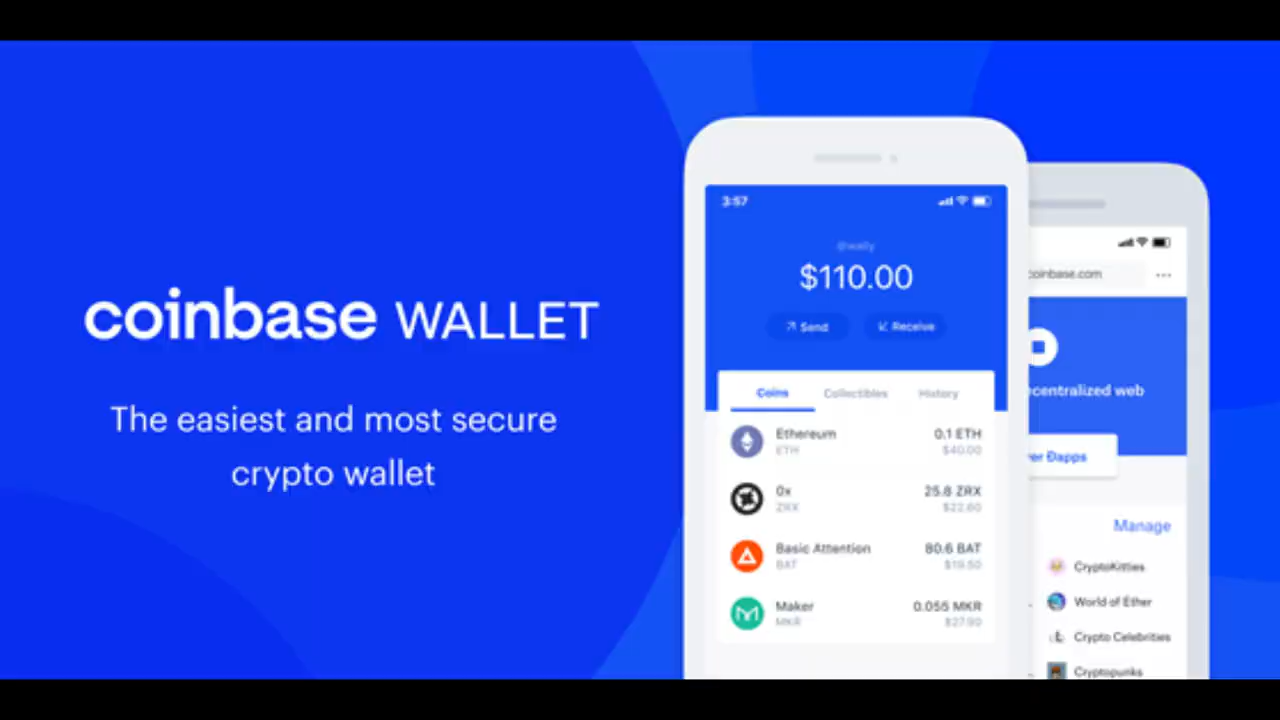 coinbase WALLET
The easiest and most secure
crypto wallet
3:57
@wally
$110.00
Send
Receive
Coins
Collectibles
History
Ethereum
0.1 ETH
ETH
$40.00
0x
25.8 ZRX
ZRX
$22.60
Basic Attention
80.6 BAT
BAT
$19.50
Maker
0.055 MKR
MKR
$27.90
coinbase.com
ecentralized web
er Ðapps
Manage
CryptoKitties
World of Ether
Crypto Celebrities
Cryptopunks